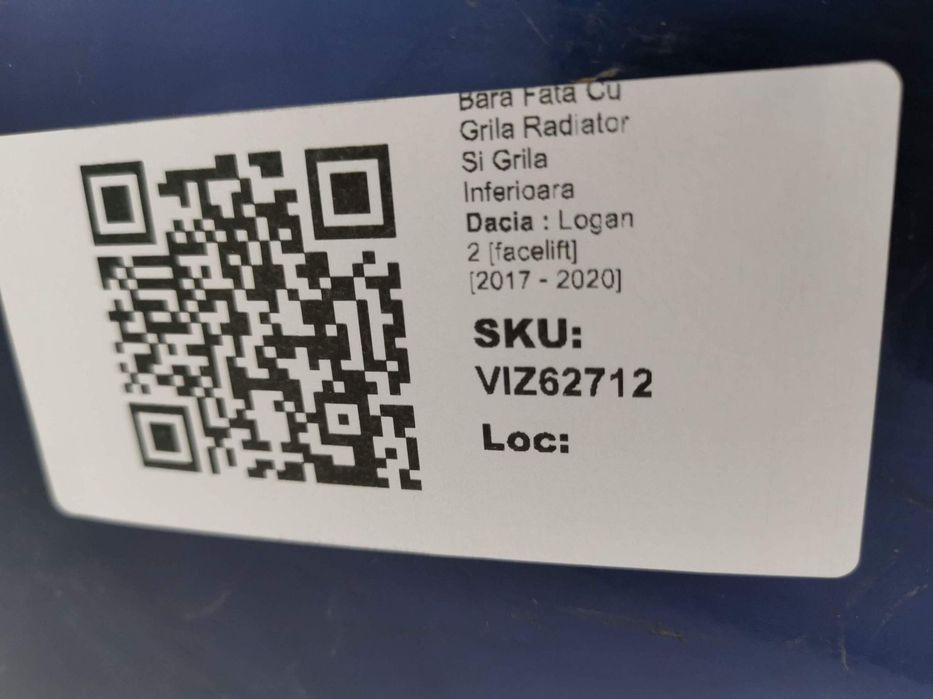 Bara Fata Cu
Grila Radiator
Si Grila
Inferioara
Dacia : Logan
2 [facelift]
[2017 - 2020]
SKU:
VIZ62712
Loc: